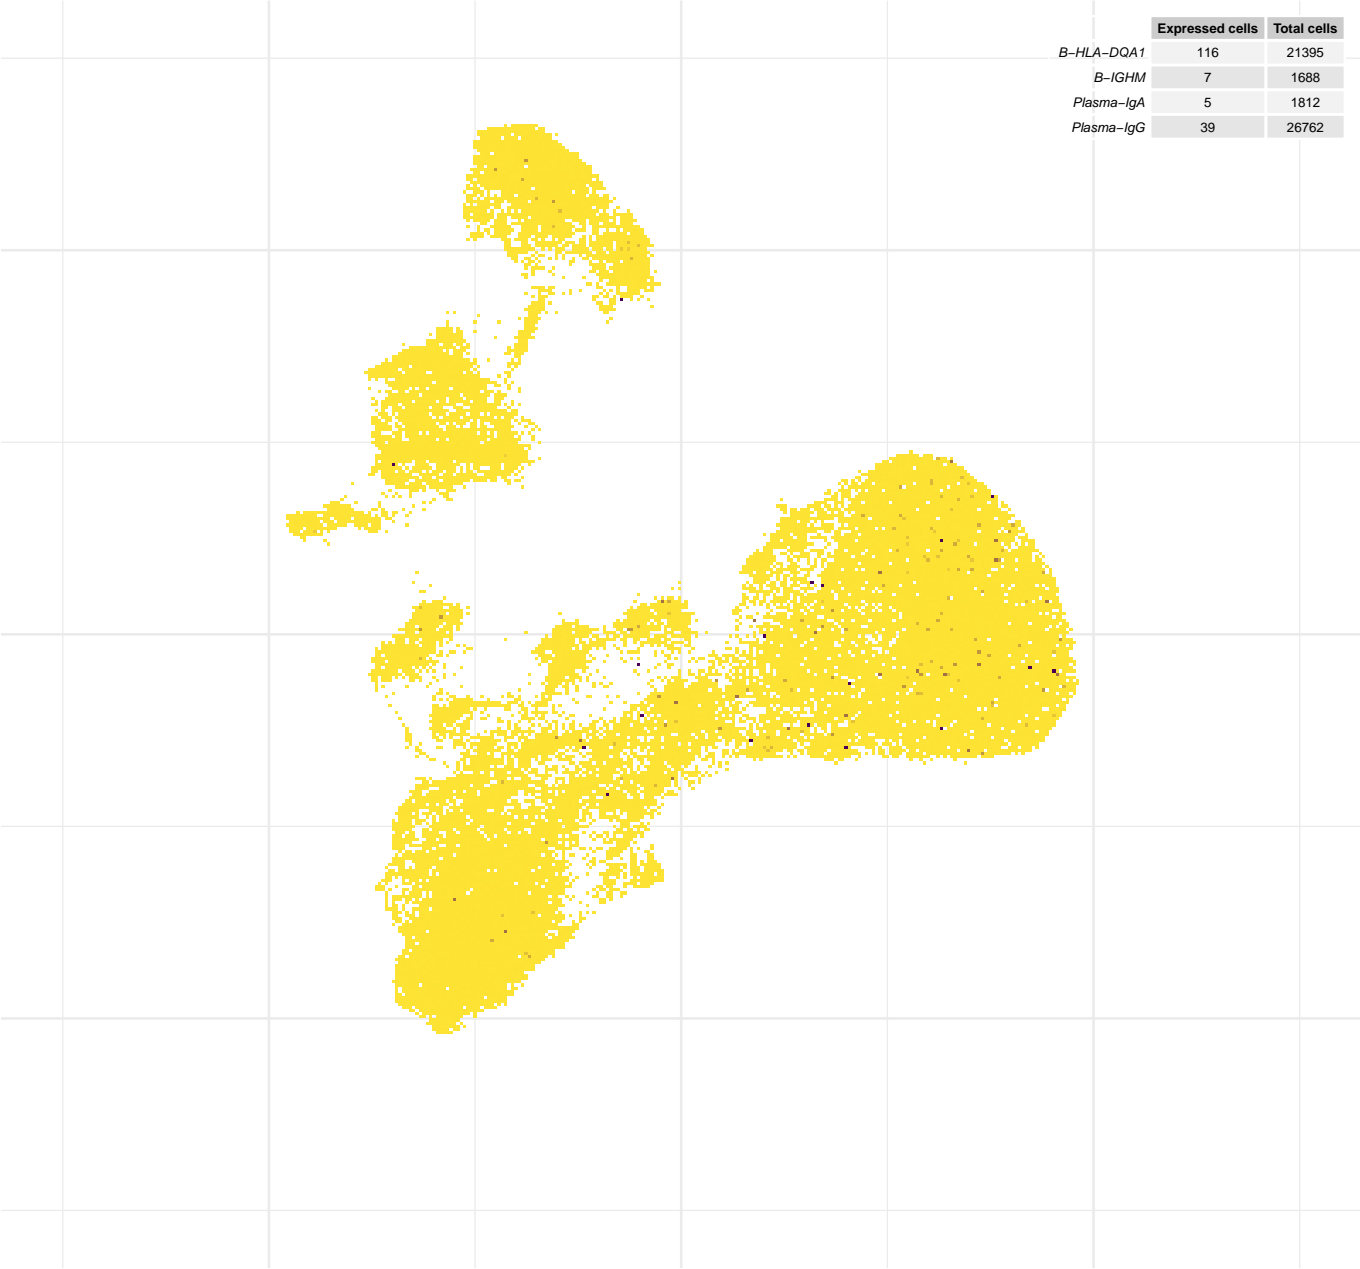 Expressed cells Total cells
B−HLA−DQA1 116 21395
B−IGHM 7 1688
Plasma−IgA 5 1812
Plasma−IgG 39 26762